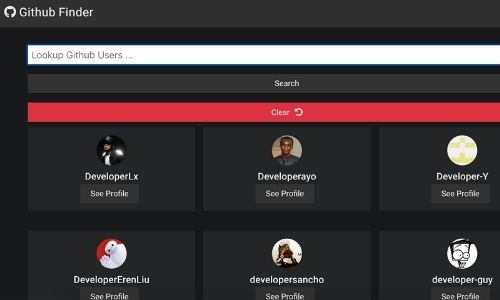 Github Finder
Lookup Github Users ...
Search
Clear
DeveloperLx
See Profile
Developerayo
See Profile
Developer-Y
See Profile
DeveloperErenLiu
See Profile
developersancho
See Profile
developer-guy
See Profile